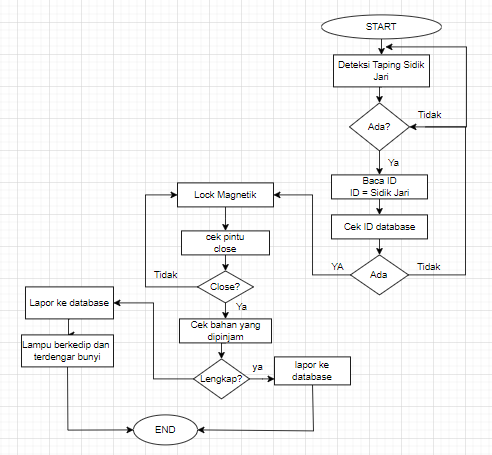 START
Deteksi Taping Sidik
Jari
Ada?
Tidak
Ya
Baca ID
ID = Sidik Jari
Cek ID database
Ada
YA
Tidak
Lock Magnetik
cek pintu
close
Close?
Tidak
Ya
Cek bahan yang
dipinjam
Lengkap?
ya
lapor ke
database
Lapor ke database
Lampu berkedip dan
terdengar bunyi
END